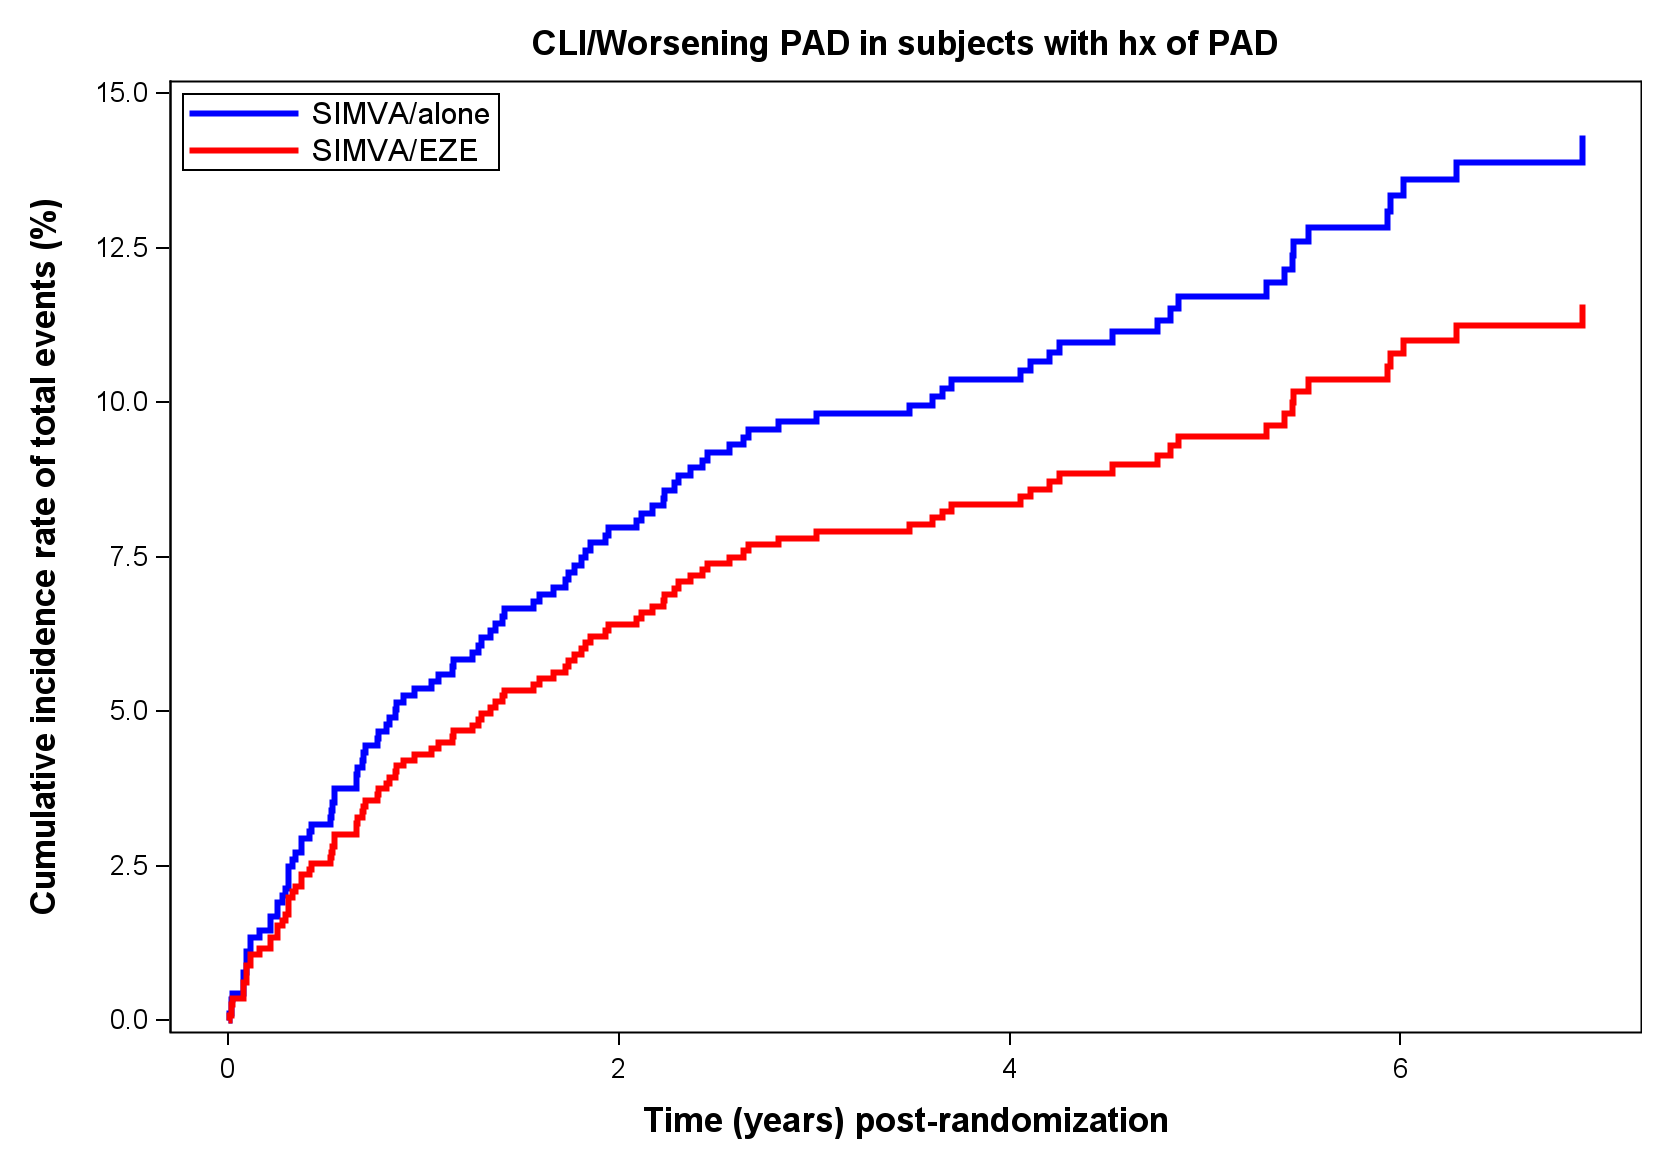 CLI/Worsening PAD in subjects with hx of PAD
SIMVA/alone
SIMVA/EZE
Cumulative incidence rate of total events (%)
15.0
12.5
10.0
7.5
5.0
2.5
0.0
0 2 4 6
Time (years) post-randomization